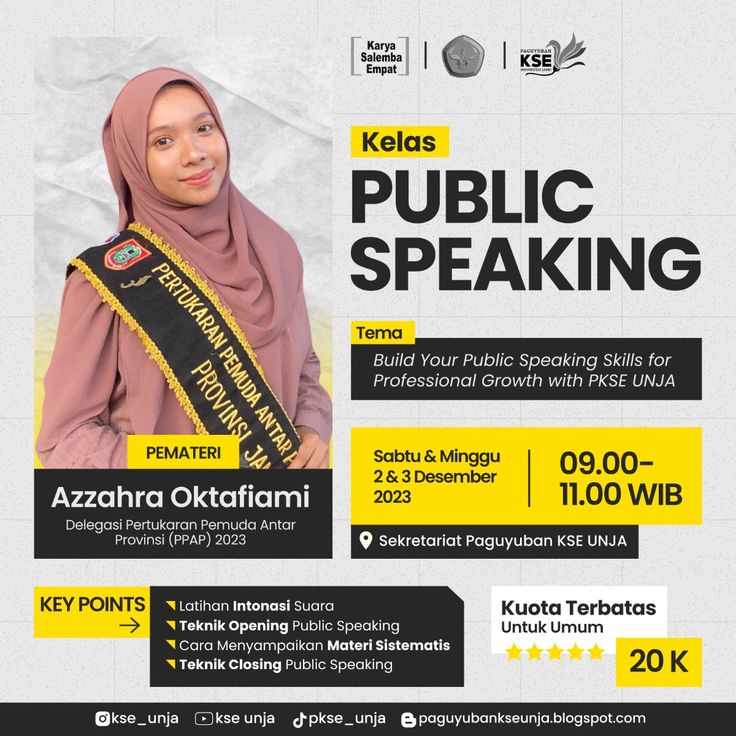 Karya
Salemba
Empat
PAGUYUBAN
KSE
UNIVERSITAS JAMBI
Kelas
PUBLIC
SPEAKING
Tema
Build Your Public Speaking Skills for
Professional Growth with PKSE UNJA
PERTUKARAN PEMUDA ANTAR
PROVINSI
PEMATERI
Azzahra Oktafiami
Delegasi Pertukaran Pemuda Antar
Provinsi (PPAP) 2023
Sabtu & Minggu
2 & 3 Desember
2023
09.00-
11.00 WIB
Sekretariat Paguyuban KSE UNJA
KEY POINTS
Latihan Intonasi Suara
Teknik Opening Public Speaking
Cara Menyampaikan Materi Sistematis
Teknik Closing Public Speaking
Kuota Terbatas
Untuk Umum
20 K
kse_unja
kse unja
pkse_unja
paguyubankseunja.blogspot.com